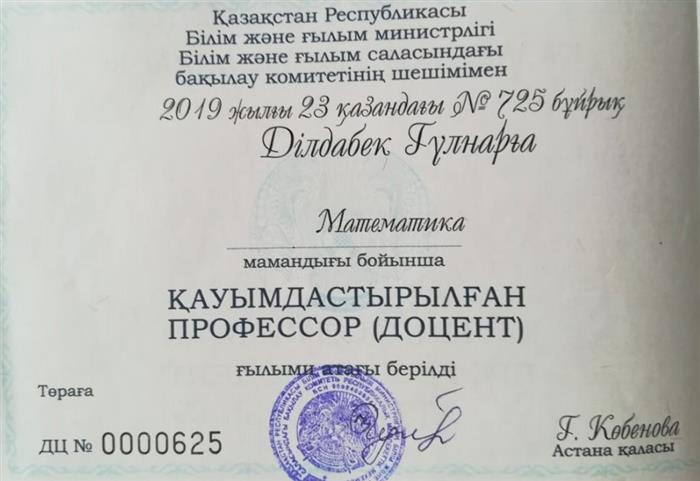 Қазақстан Республикасы
Білім және ғылым министрлігі
Білім және ғылым саласындағы
бақылау комитетінің шешімімен
2019 жылғы 23 қазандағы № 725 бұйрық
Ділдабек Гүлнарға
Математика
мамандығы бойынша
ҚАУЫМДАСТЫРЫЛҒАН
ПРОФЕССОР (ДОЦЕНТ)
ғылыми атағы берілді
Төраға
ДЦ № 0000625
Г. Көбенова
Астана қаласы